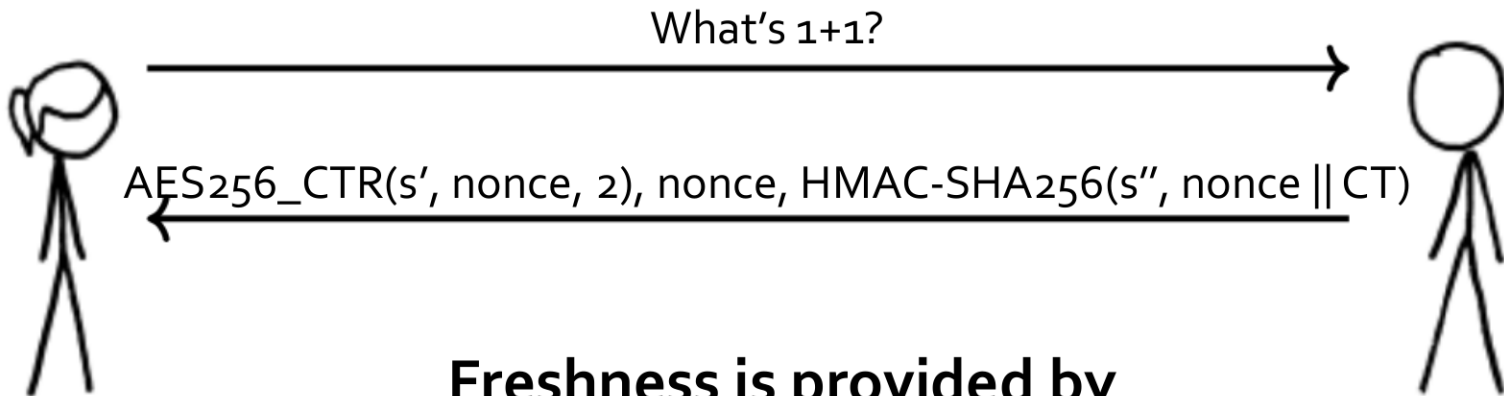 What's 1+1?
AES256_CTR(s′, nonce, 2), nonce, HMAC-SHA256(s″, nonce || CT)
Freshness is provided by